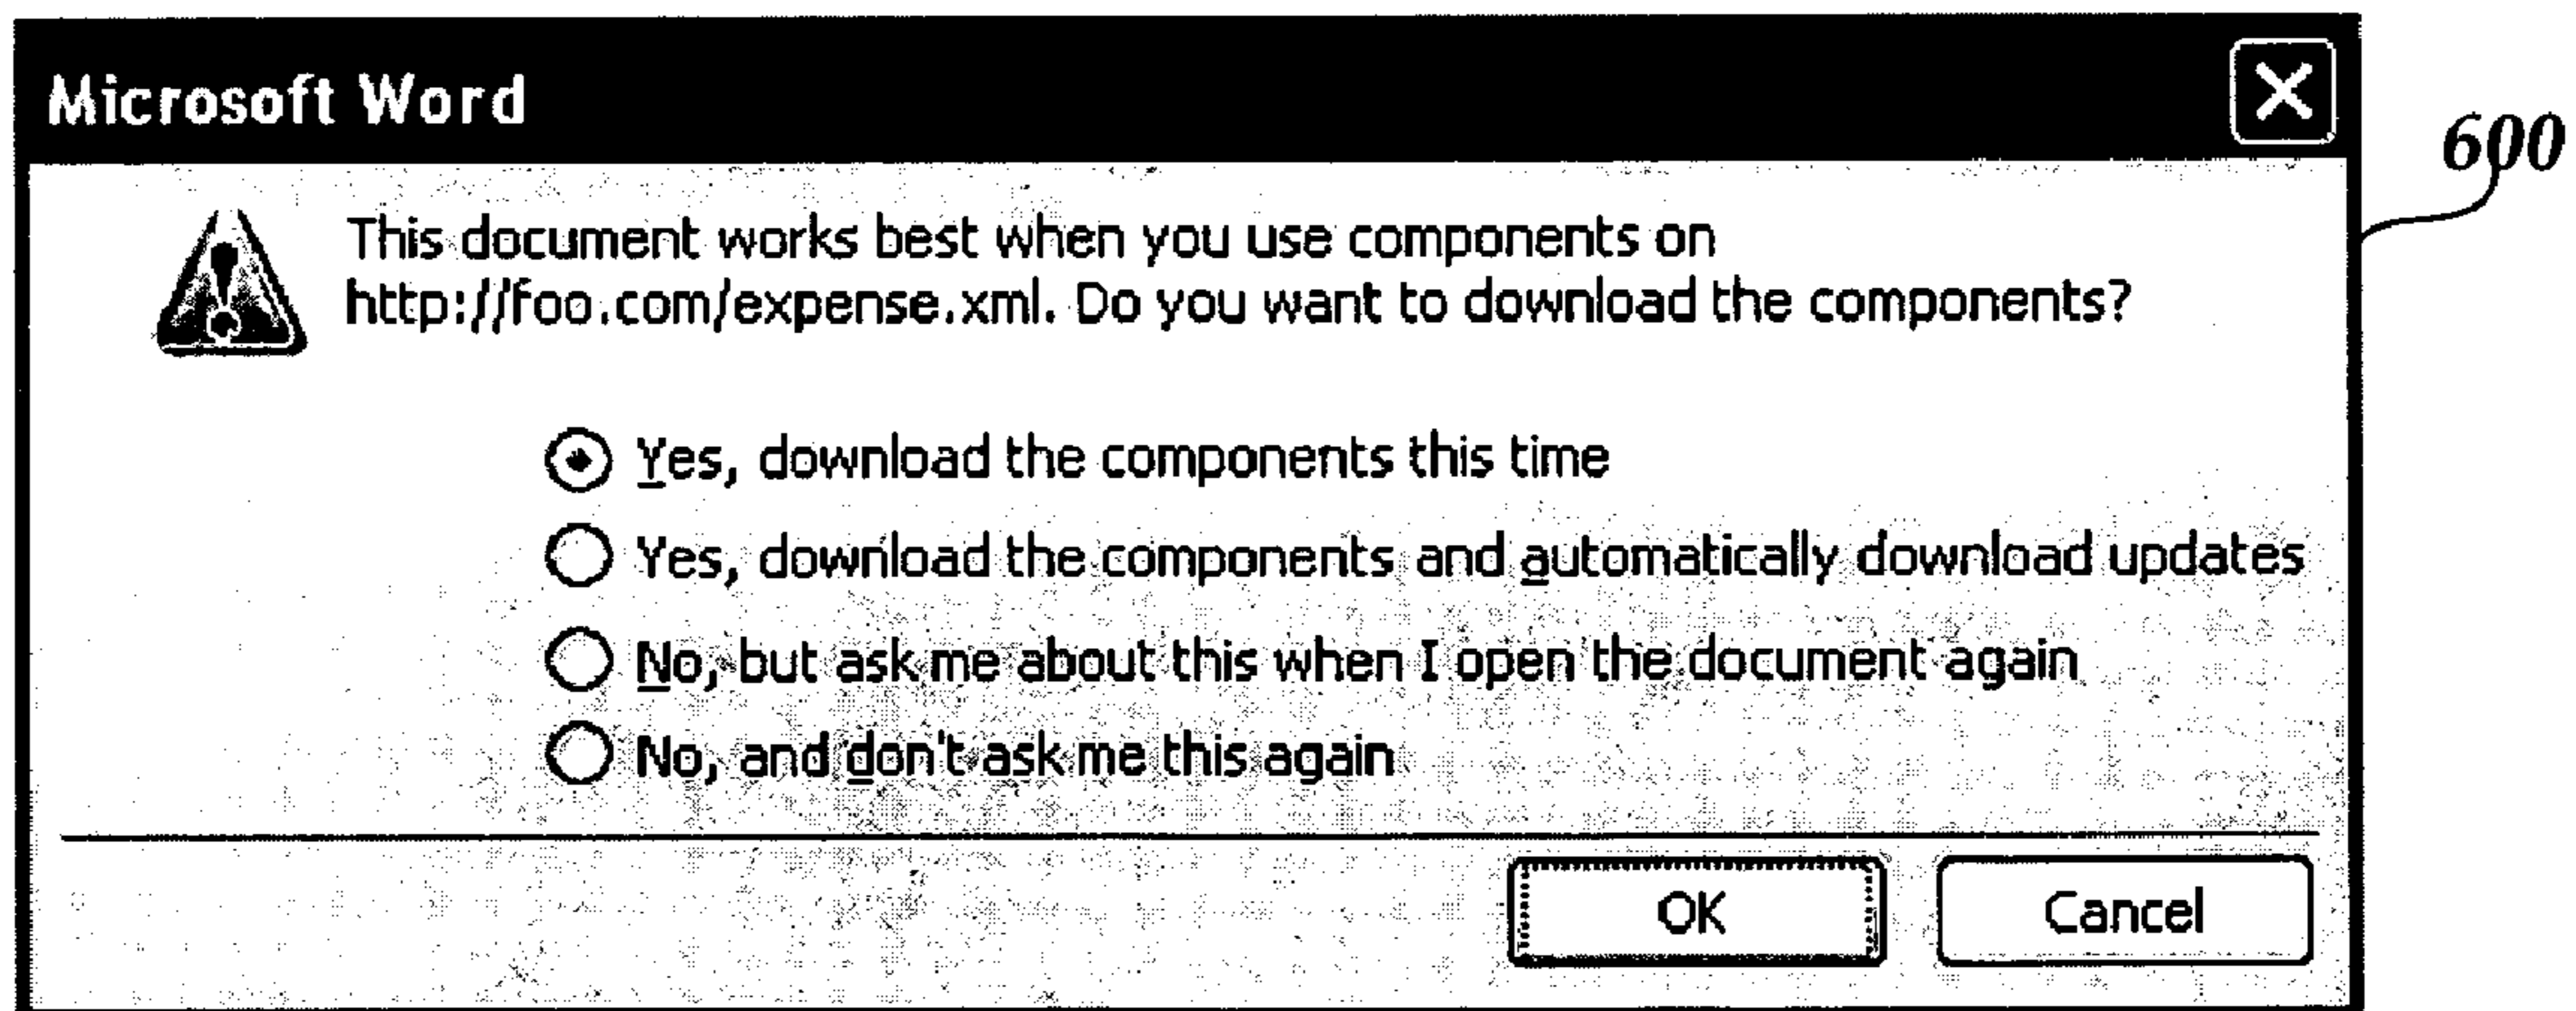 Microsoft Word
600
This document works best when you use components on
http://foo.com/expense.xml. Do you want to download the components?
Yes, download the components this time
Yes, download the components and automatically download updates
No, but ask me about this when I open the document again
No, and don't ask me this again
OK
Cancel